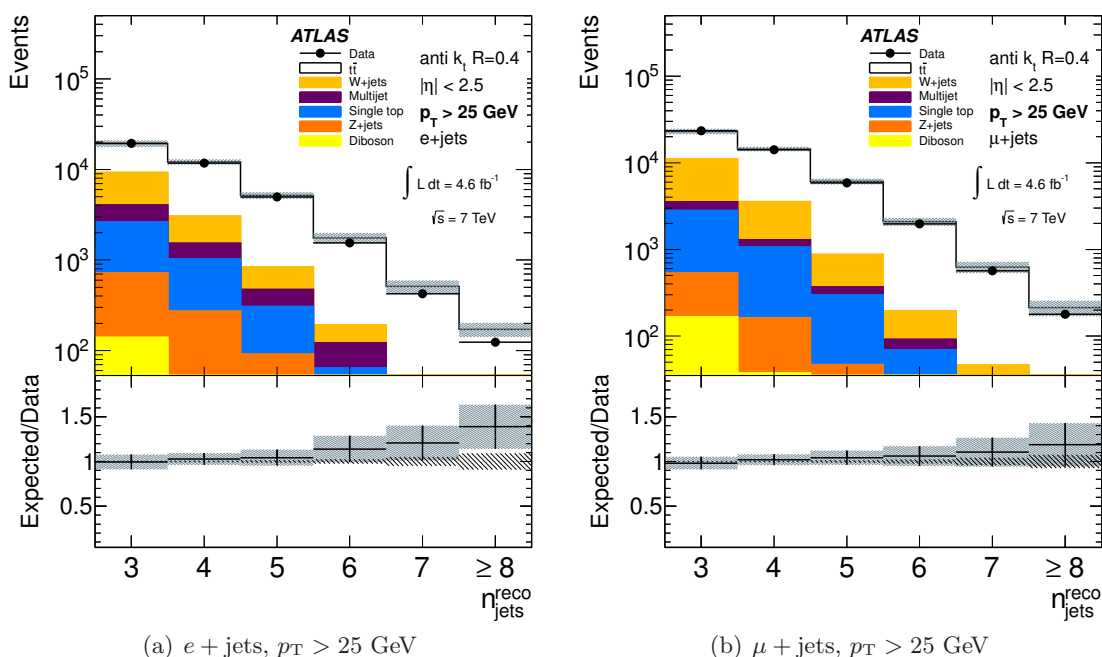 Events
10^5
10^4
10^3
10^2
ATLAS
Data
tt̄
W+jets
Multijet
Single top
Z+jets
Diboson
anti k_t R=0.4
|η| < 2.5
p_T > 25 GeV
e+jets
∫ L dt = 4.6 fb^-1
√s = 7 TeV
Expected/Data
1.5
1
0.5
3 4 5 6 7 ≥ 8
n_jets^reco
(a) e + jets, p_T > 25 GeV
Events
10^5
10^4
10^3
10^2
ATLAS
Data
tt̄
W+jets
Multijet
Single top
Z+jets
Diboson
anti k_t R=0.4
|η| < 2.5
p_T > 25 GeV
μ+jets
∫ L dt = 4.6 fb^-1
√s = 7 TeV
Expected/Data
1.5
1
0.5
3 4 5 6 7 ≥ 8
n_jets^reco
(b) μ + jets, p_T > 25 GeV